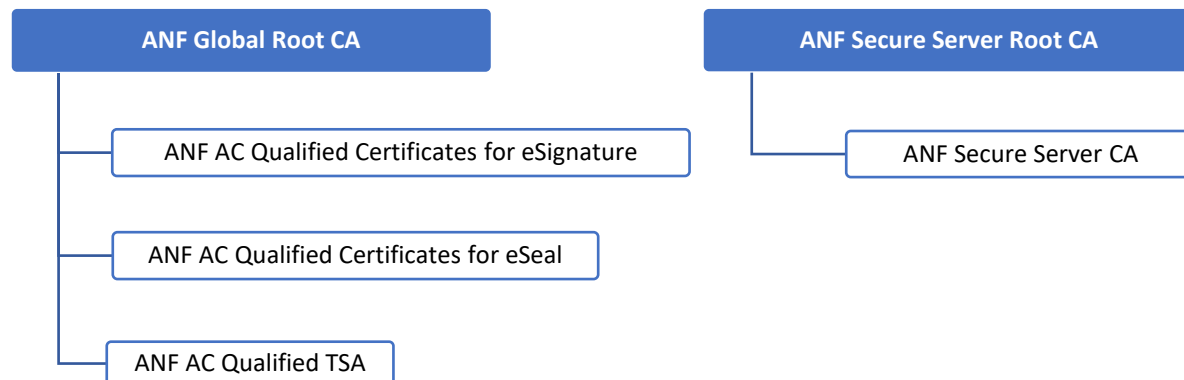 ANF Global Root CA
ANF AC Qualified Certificates for eSignature
ANF AC Qualified Certificates for eSeal
ANF AC Qualified TSA
ANF Secure Server Root CA
ANF Secure Server CA